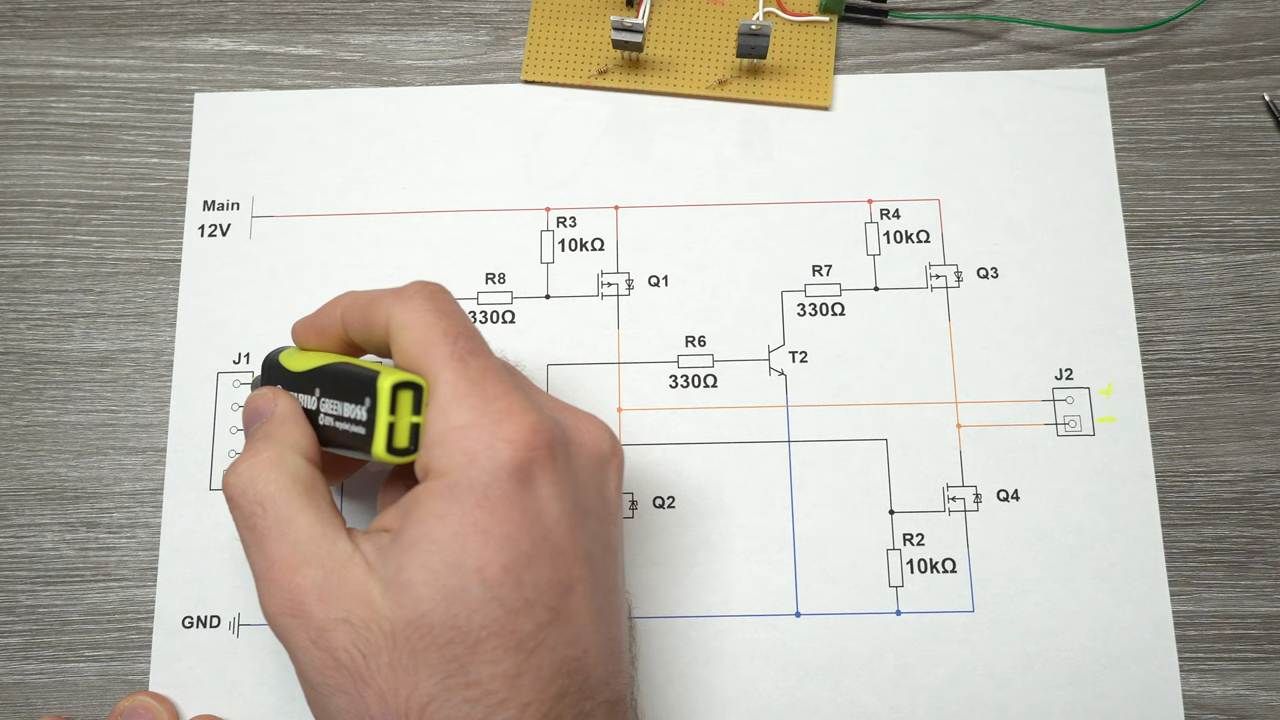 Main
12V
R3
10kΩ
R4
10kΩ
Q1
Q3
R8
330Ω
R7
330Ω
R6
330Ω
T2
J1
GREEN BOSS
J2
+
−
Q2
Q4
R2
10kΩ
GND